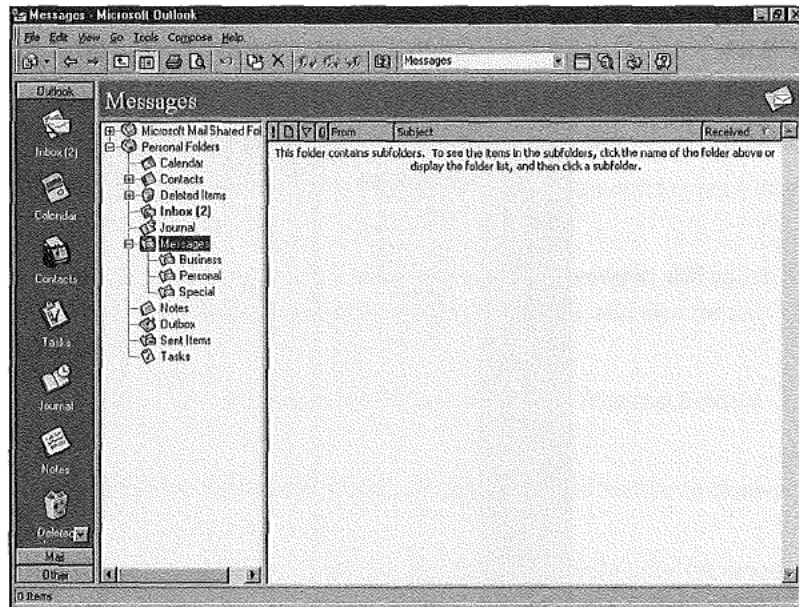 Messages - Microsoft Outlook
File Edit View Go Tools Compose Help
Messages
Outlook
Messages
Inbox (2)
Calendar
Contacts
Tasks
Journal
Notes
Deleted
Mail
Other
Microsoft Mail Shared Fol
Personal Folders
Calendar
Contacts
Deleted Items
Inbox (2)
Journal
Messages
Business
Personal
Special
Notes
Outbox
Sent Items
Tasks
From Subject Received
This folder contains subfolders. To see the items in the subfolders, click the name of the folder above or
display the folder list, and then click a subfolder.
0 Items